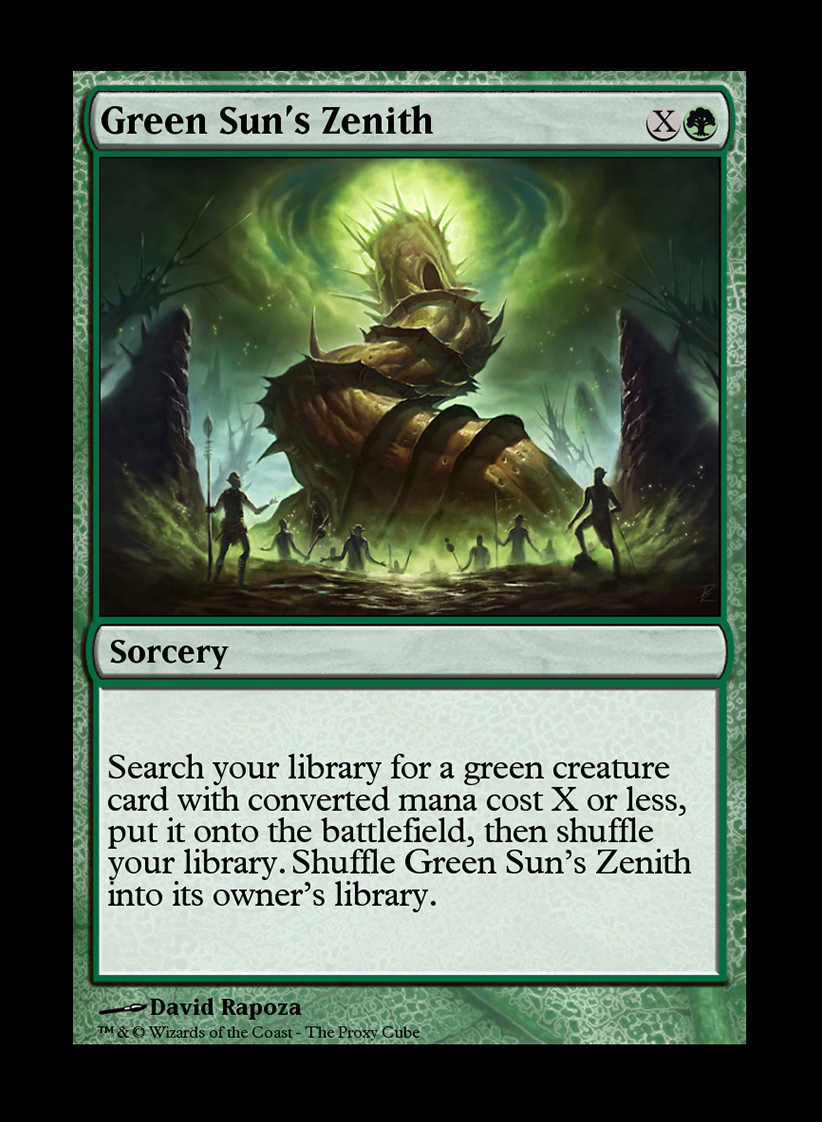 Green Sun's Zenith X
Sorcery
Search your library for a green creature
card with converted mana cost X or less,
put it onto the battlefield, then shuffle
your library. Shuffle Green Sun's Zenith
into its owner's library.
David Rapoza
™ & © Wizards of the Coast - The Proxy Cube